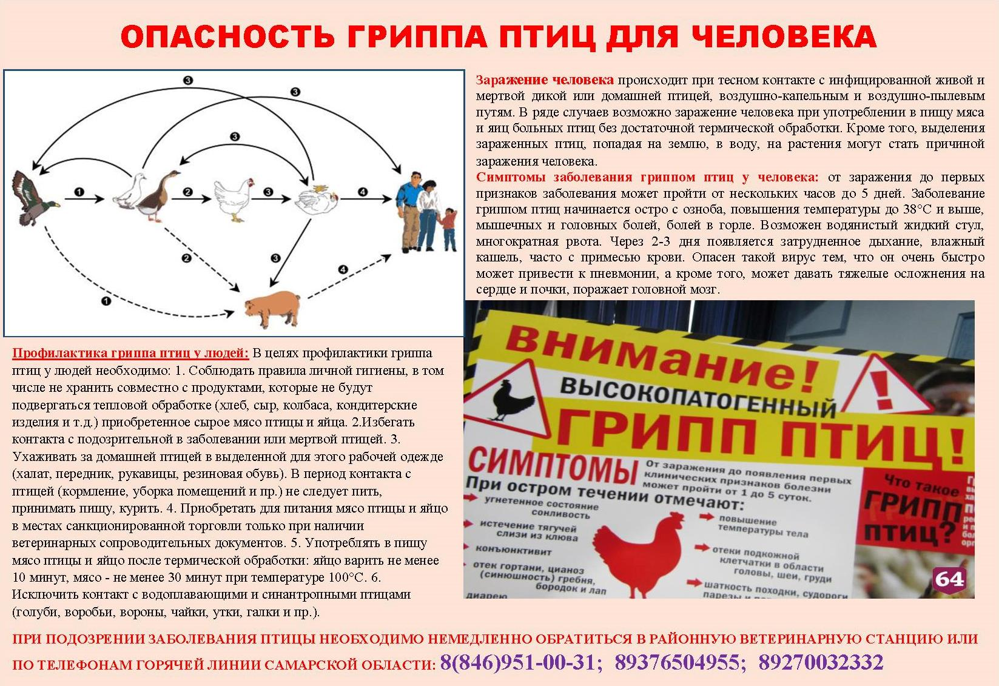 ОПАСНОСТЬ ГРИППА ПТИЦ ДЛЯ ЧЕЛОВЕКА
3
3
3
1
2
3
4
2
3
4
1
Заражение человека происходит при тесном контакте с инфицированной живой и
мертвой дикой или домашней птицей, воздушно-капельным и воздушно-пылевым
путям. В ряде случаев возможно заражение человека при употреблении в пищу мяса
и яиц больных птиц без достаточной термической обработки. Кроме того, выделения
зараженных птиц, попадая на землю, в воду, на растения могут стать причиной
заражения человека.
Симптомы заболевания гриппом птиц у человека: от заражения до первых
признаков заболевания может пройти от нескольких часов до 5 дней. Заболевание
гриппом птиц начинается остро с озноба, повышения температуры до 38°С и выше,
мышечных и головных болей, болей в горле. Возможен водянистый жидкий стул,
многократная рвота. Через 2-3 дня появляется затрудненное дыхание, влажный
кашель, часто с примесью крови. Опасен такой вирус тем, что он очень быстро
может привести к пневмонии, а кроме того, может давать тяжелые осложнения на
сердце и почки, поражает головной мозг.
Профилактика гриппа птиц у людей: В целях профилактики гриппа
птиц у людей необходимо: 1. Соблюдать правила личной гигиены, в том
числе не хранить совместно с продуктами, которые не будут
подвергаться тепловой обработке (хлеб, сыр, колбаса, кондитерские
изделия и т.д.) приобретенное сырое мясо птицы и яйца. 2.Избегать
контакта с подозрительной в заболевании или мертвой птицей. 3.
Ухаживать за домашней птицей в выделенной для этого рабочей одежде
(халат, передник, рукавицы, резиновая обувь). В период контакта с
птицей (кормление, уборка помещений и пр.) не следует пить,
принимать пищу, курить. 4. Приобретать для питания мясо птицы и яйцо
в местах санкционированной торговли только при наличии
ветеринарных сопроводительных документов. 5. Употреблять в пищу
мясо птицы и яйцо после термической обработки: яйцо варить не менее
10 минут, мясо - не менее 30 минут при температуре 100°С. 6.
Исключить контакт с водоплавающими и синантропными птицами
(голуби, воробьи, вороны, чайки, утки, галки и пр.).
внимание!
ВЫСОКОПАТОГЕННЫЙ
ГРИПП ПТИЦ!
СИМПТОМЫ
От заражения до появления первых
клинических признаков болезни
может пройти от 1 до 5 суток.
При остром течении отмечают:
угнетенное состояние
сонливость
истечение тягучей
слизи из клюва
конъюнктивит
отек гортани, цианоз
(синюшность) гребня,
бородок и лап
диарею
повышение
температуры тела
отеки подкожной
клетчатки в области
головы, шеи, груди
шаткость походки, судороги
парезы и
Что такое
ГРИПП
ПТИЦ?
64
ПРИ ПОДОЗРЕНИИ ЗАБОЛЕВАНИЯ ПТИЦЫ НЕОБХОДИМО НЕМЕДЛЕННО ОБРАТИТЬСЯ В РАЙОННУЮ ВЕТЕРИНАРНУЮ СТАНЦИЮ ИЛИ
ПО ТЕЛЕФОНАМ ГОРЯЧЕЙ ЛИНИИ САМАРСКОЙ ОБЛАСТИ: 8(846)951-00-31; 89376504955; 89270032332